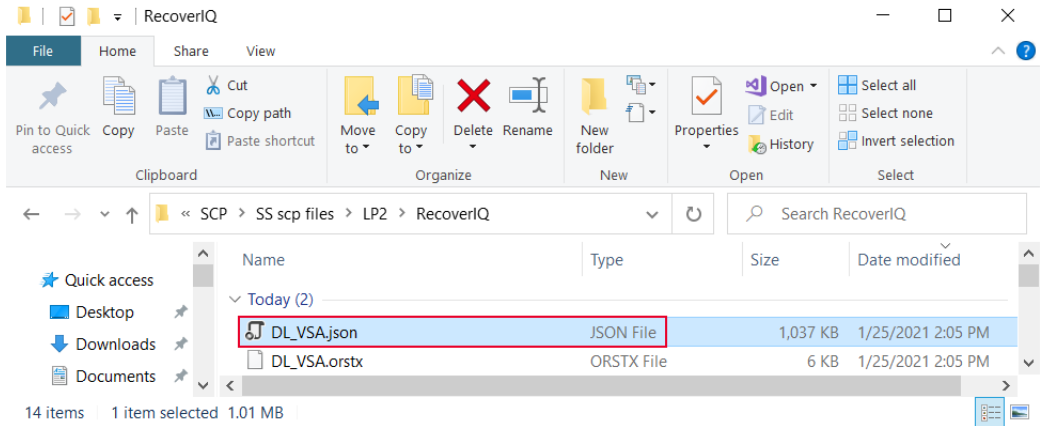 RecoverIQ
File Home Share View
Pin to Quick access
Copy
Paste
Cut
Copy path
Paste shortcut
Clipboard
Move to
Copy to
Delete
Rename
Organize
New folder
New
Properties
Open
Edit
History
Open
Select all
Select none
Invert selection
Select
« SCP > SS scp files > LP2 > RecoverIQ
Search RecoverIQ
Quick access
Desktop
Downloads
Documents
Name Type Size Date modified
Today (2)
DL_VSA.json JSON File 1,037 KB 1/25/2021 2:05 PM
DL_VSA.orstx ORSTX File 6 KB 1/25/2021 2:05 PM
14 items 1 item selected 1.01 MB